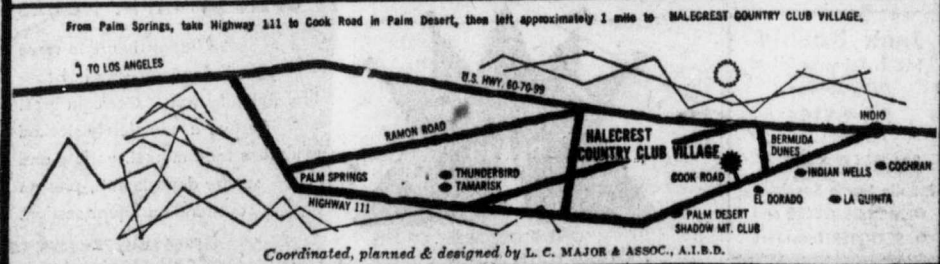 From Palm Springs, take Highway 111 to Cook Road in Palm Desert, then left approximately 1 mile to HALECREST COUNTRY CLUB VILLAGE.
TO LOS ANGELES
U.S. HWY. 60-70-99
INDIO
RAMON ROAD
HALECREST
COUNTRY CLUB VILLAGE
BERMUDA
DUNES
COCHRAN
PALM SPRINGS
THUNDERBIRD
TAMARISK
COOK ROAD
INDIAN WELLS
EL DORADO
LA QUINTA
HIGHWAY 111
PALM DESERT
SHADOW MT. CLUB
Coordinated, planned & designed by L. C. MAJOR & ASSOC., A.I.B.D.